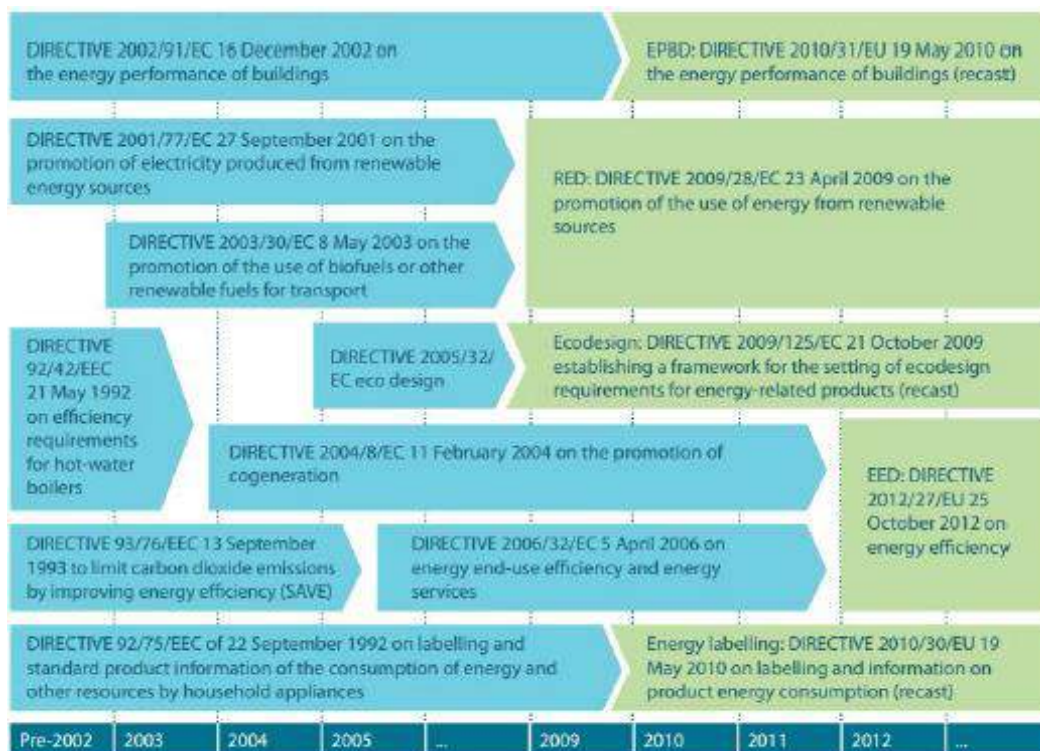 DIRECTIVE 2002/91/EC 16 December 2002 on
the energy performance of buildings
EPBD: DIRECTIVE 2010/31/EU 19 May 2010 on
the energy performance of buildings (recast)
DIRECTIVE 2001/77/EC 27 September 2001 on the
promotion of electricity produced from renewable
energy sources
RED: DIRECTIVE 2009/28/EC 23 April 2009 on the
promotion of the use of energy from renewable
sources
DIRECTIVE 2003/30/EC 8 May 2003 on the
promotion of the use of biofuels or other
renewable fuels for transport
DIRECTIVE
92/42/EEC
21 May 1992
on efficiency
requirements
for hot-water
boilers
DIRECTIVE 2005/32/
EC eco design
Ecodesign: DIRECTIVE 2009/125/EC 21 October 2009
establishing a framework for the setting of ecodesign
requirements for energy-related products (recast)
DIRECTIVE 2004/8/EC 11 February 2004 on the promotion of
cogeneration
EED: DIRECTIVE
2012/27/EU 25
October 2012 on
energy efficiency
DIRECTIVE 93/76/EEC 13 September
1993 to limit carbon dioxide emissions
by improving energy efficiency (SAVE)
DIRECTIVE 2006/32/EC 5 April 2006 on
energy end-use efficiency and energy
services
DIRECTIVE 92/75/EEC of 22 September 1992 on labelling and
standard product information of the consumption of energy and
other resources by household appliances
Energy labelling: DIRECTIVE 2010/30/EU 19
May 2010 on labelling and information on
product energy consumption (recast)
Pre-2002 2003 2004 2005 ... 2009 2010 2011 2012 ...